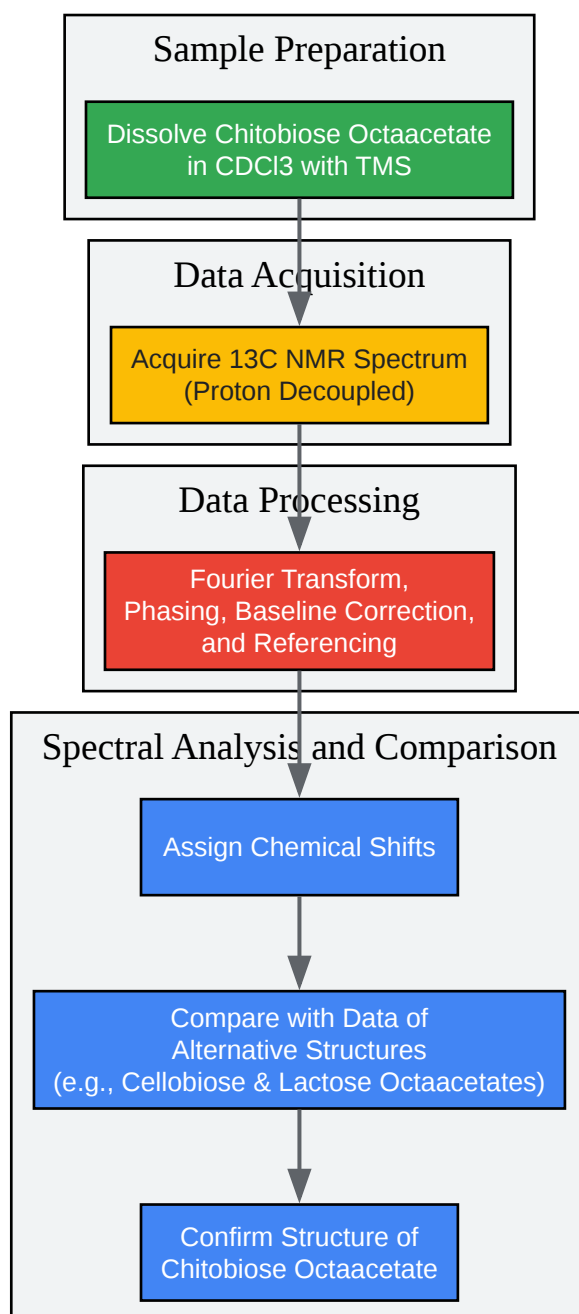 Sample Preparation
Dissolve Chitobiose Octaacetate
in CDCl3 with TMS
Data Acquisition
Acquire 13C NMR Spectrum
(Proton Decoupled)
Data Processing
Fourier Transform,
Phasing, Baseline Correction,
and Referencing
Spectral Analysis and Comparison
Assign Chemical Shifts
Compare with Data of
Alternative Structures
(e.g., Cellobiose & Lactose Octaacetates)
Confirm Structure of
Chitobiose Octaacetate